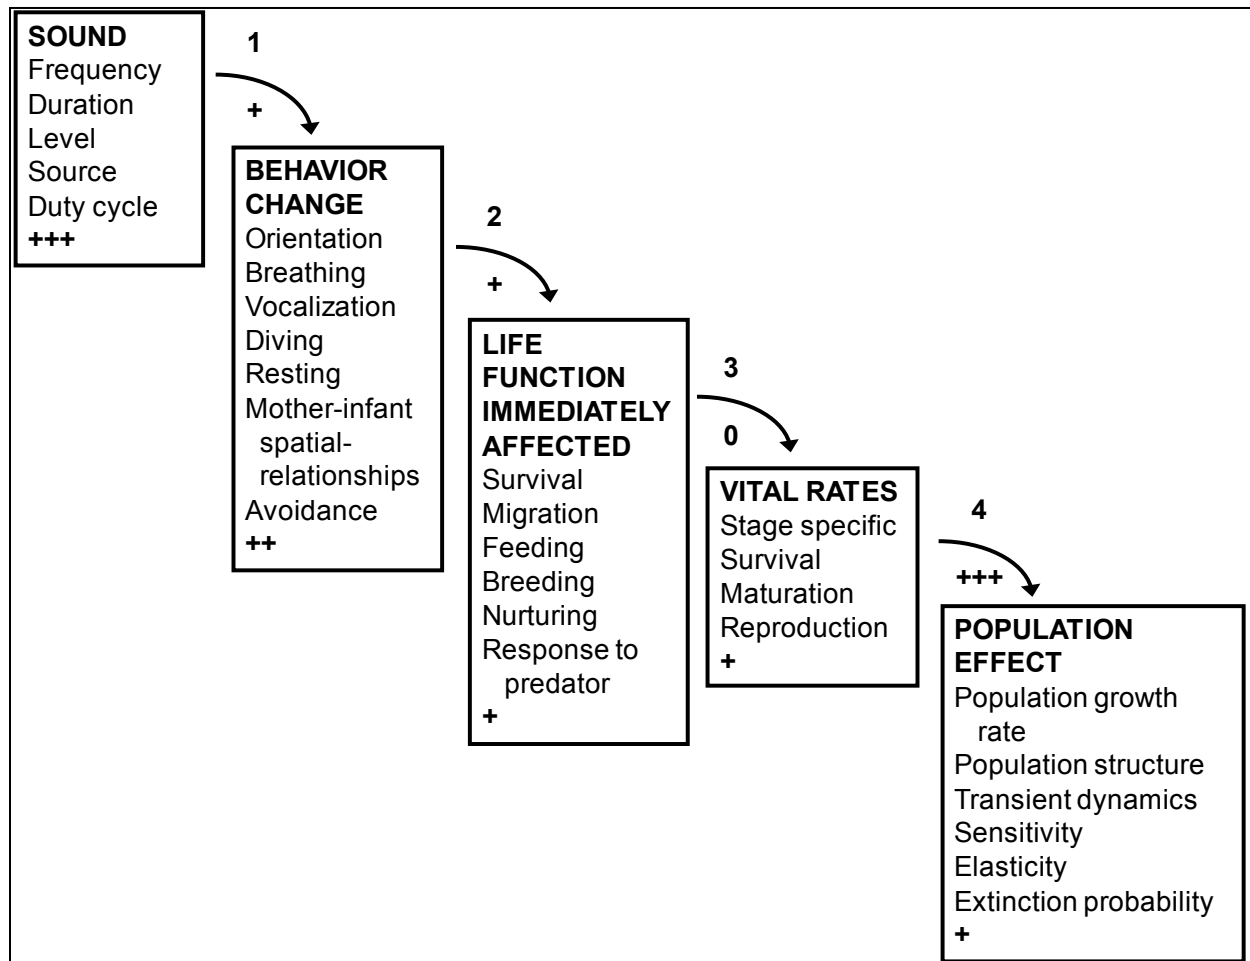 SOUND
Frequency
Duration
Level
Source
Duty cycle
+++
1
+
BEHAVIOR
CHANGE
Orientation
Breathing
Vocalization
Diving
Resting
Mother-infant
spatial-
relationships
Avoidance
++
2
+
LIFE
FUNCTION
IMMEDIATELY
AFFECTED
Survival
Migration
Feeding
Breeding
Nurturing
Response to
predator
+
3
0
VITAL RATES
Stage specific
Survival
Maturation
Reproduction
+
4
+++
POPULATION
EFFECT
Population growth
rate
Population structure
Transient dynamics
Sensitivity
Elasticity
Extinction probability
+